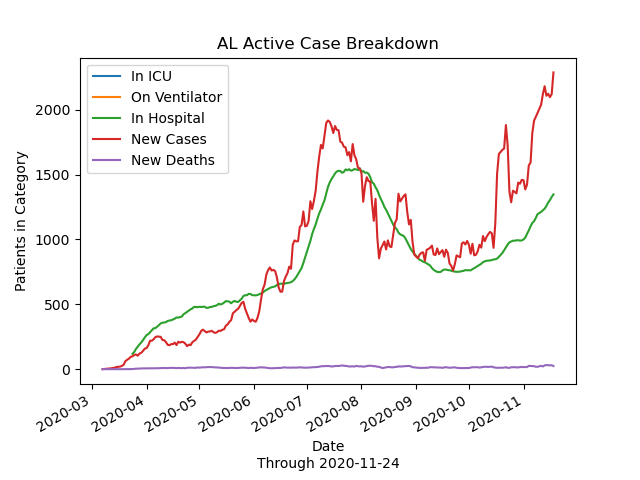 AL Active Case Breakdown
In ICU
On Ventilator
In Hospital
New Cases
New Deaths
Patients in Category
2000
1500
1000
500
0
2020-03
2020-04
2020-05
2020-06
2020-07
2020-08
2020-09
2020-10
2020-11
Date
Through 2020-11-24